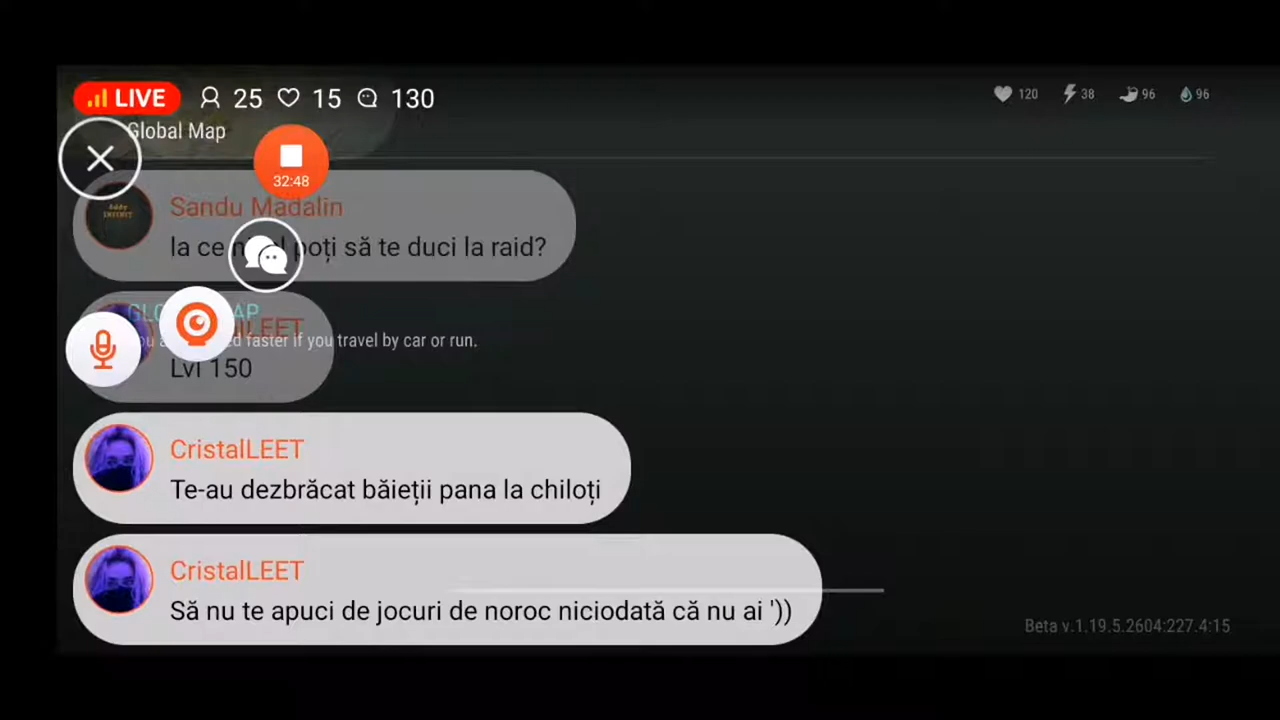 LIVE 25 15 130
120 38 96 96
Global Map
32:48
Sandu Madalin
la ce poți să te duci la raid?
GLO AP
faster if you travel by car or run.
Lvl 150
CristalLEET
Te-au dezbrăcat băieții pana la chiloți
CristalLEET
Să nu te apuci de jocuri de noroc niciodată că nu ai '))
Beta v.1.19.5.2604:227.4:15